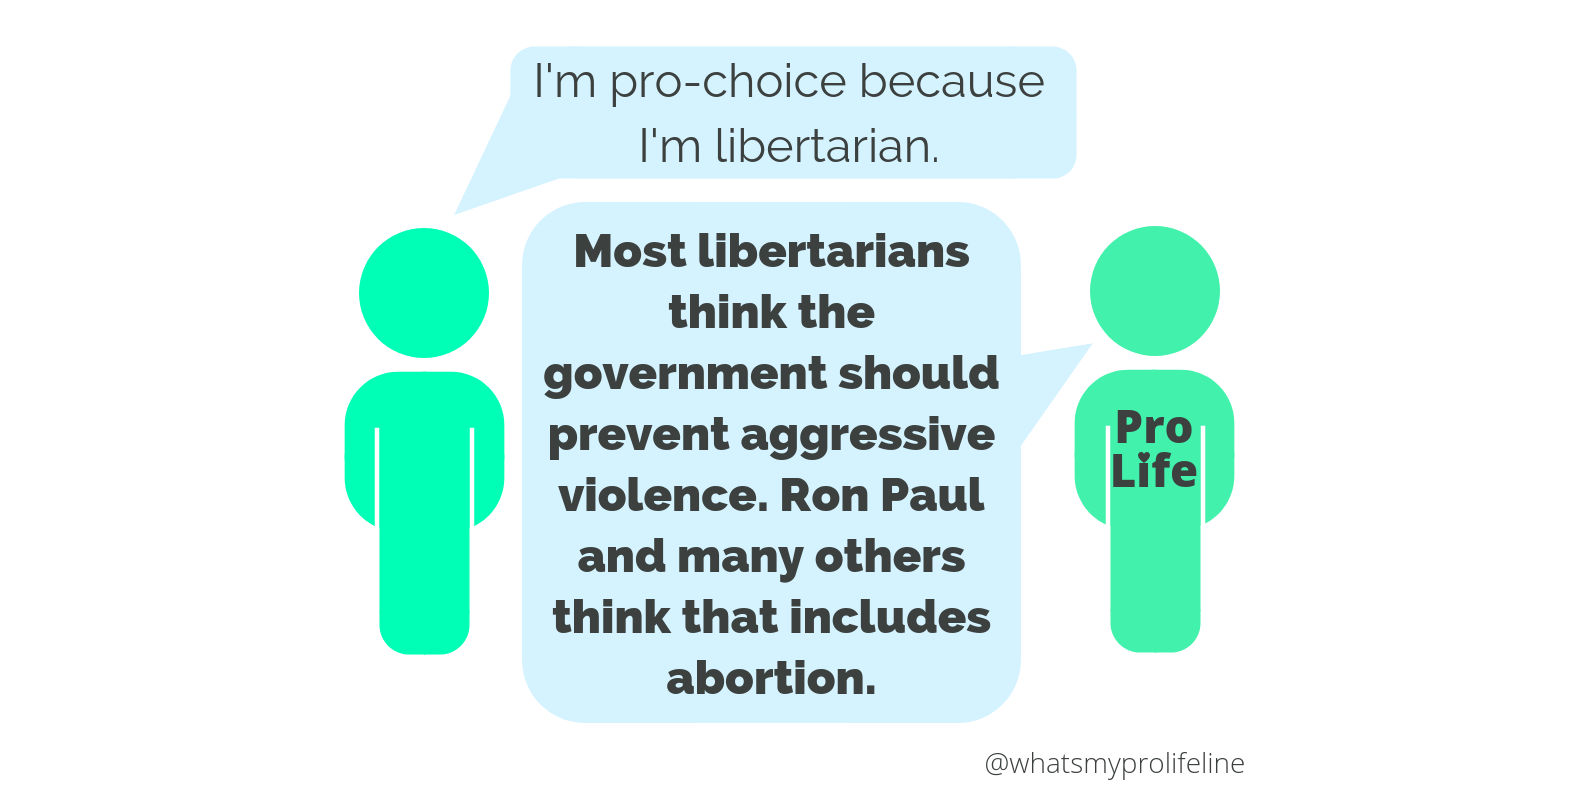 I'm pro-choice because
I'm libertarian.
Most libertarians
think the
government should
prevent aggressive
violence. Ron Paul
and many others
think that includes
abortion.
Pro
Life
@whatsmyprolifeline